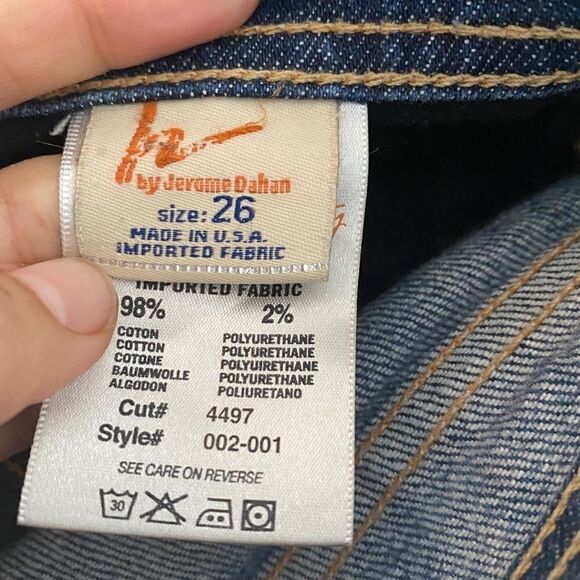 by Jerome Dahan
size: 26
MADE IN U.S.A.
IMPORTED FABRIC
IMPORTED FABRIC
98% 2%
COTON POLYURETHANE
COTTON POLYURETHANE
COTONE POLYUIRETHANE
BAUMWOLLE POLYURETHANE
ALGODON POLIURETANO
Cut# 4497
Style# 002-001
SEE CARE ON REVERSE
30